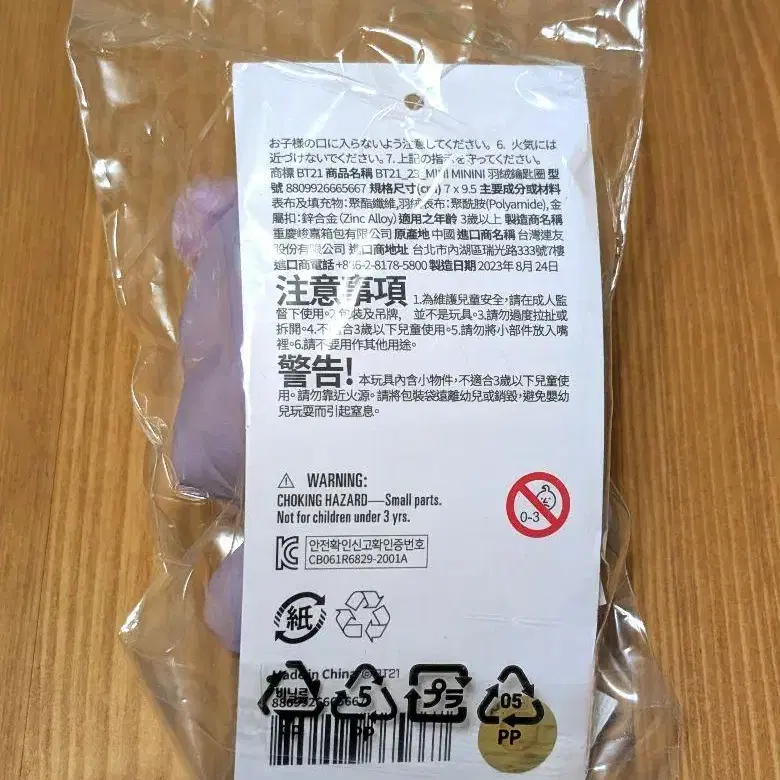 お子様の口に入らないよう注意してください。6. 火気には
近づけないでください。7. 上記の指示を守ってください。
商標 BT21 商品名稱 BT21_23_MINI MININI 羽絨鑰匙圈 型
號 8809926665667 規格尺寸(cm) 7 x 9.5 主要成分或材料
表布及填充物：聚酯纖維,羽絨表布：聚酰胺(Polyamide),金
屬扣：鋅合金(Zinc Alloy) 適用之年齡 3歲以上 製造商名稱
重慶峻嘉箱包有限公司 原產地 中國 進口商名稱 台灣連友
股份有限公司 進口商地址 台北市內湖區瑞光路333號7樓
進口商電話 +886-2-8178-5800 製造日期 2023年 8月 24日
注意事項 1.為維護兒童安全,請在成人監
督下使用。2.包裝及吊牌, 並不是玩具。3.請勿過度拉扯或
拆開。4.不適合3歲以下兒童使用。5.請勿將小部件放入嘴
裡。6.請不要用作其他用途。
警告! 本玩具內含小物件,不適合3歲以下兒童使
用。請勿靠近火源。請將包裝袋遠離幼兒或銷毀,避免嬰幼
兒玩耍而引起窒息。
WARNING:
CHOKING HAZARD—Small parts.
Not for children under 3 yrs.
0-3
안전확인신고확인증번호
CB061R6829-2001A
紙
Made in China © BT21
8809926665667
비닐류 5 プラ 05
PP PP PP